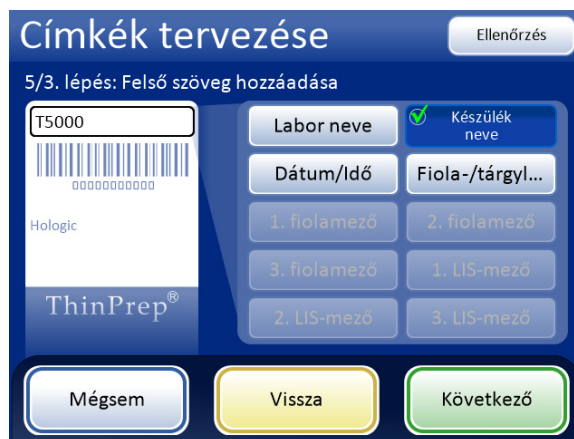 Címkék tervezése
Ellenőrzés
5/3. lépés: Felső szöveg hozzáadása
T5000
00000000000
Hologic
ThinPrep®
Labor neve
Készülék
neve
Dátum/Idő
Fiola-/tárgyl...
1. fiolamező
2. fiolamező
3. fiolamező
1. LIS-mező
2. LIS-mező
3. LIS-mező
Mégsem
Vissza
Következő